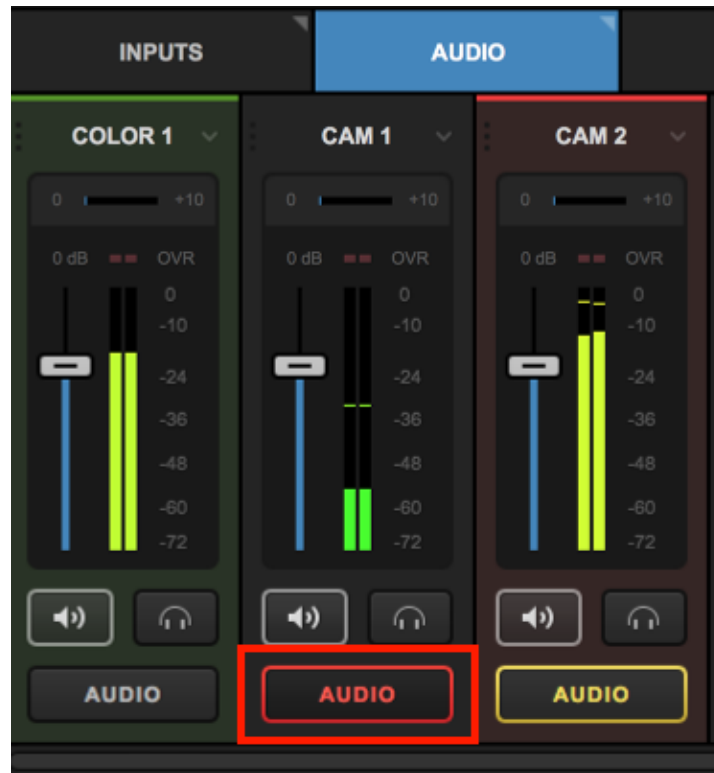 INPUTS AUDIO
COLOR 1 CAM 1 CAM 2
0 +10 0 +10 0 +10
0 dB OVR 0 dB OVR 0 dB OVR
0 0 0
-10 -10 -10
-24 -24 -24
-36 -36 -36
-48 -48 -48
-60 -60 -60
-72 -72 -72
AUDIO AUDIO AUDIO